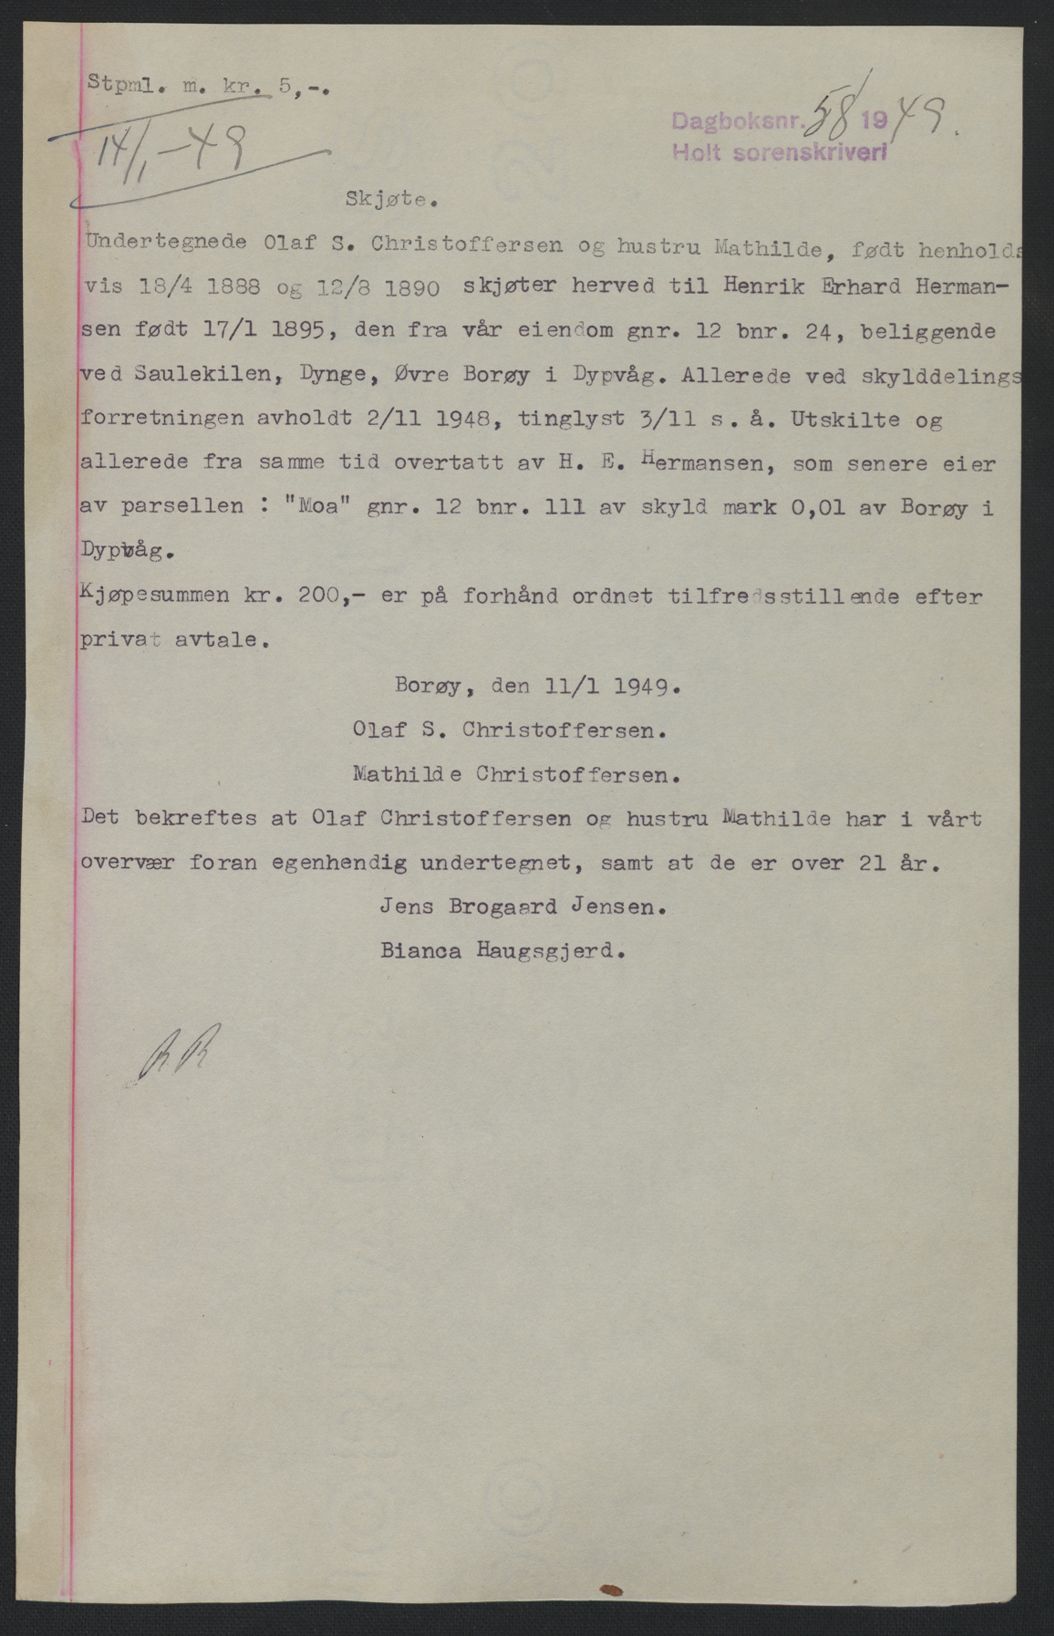 Stpml. m. kr. 5,-.
14/1-49
Dagboksnr. 58 1949.
Holt sorenskriveri
Skjøte.
Undertegnede Olaf S. Christoffersen og hustru Mathilde, født henholds
vis 18/4 1888 og 12/8 1890 skjøter herved til Henrik Erhard Herman-
sen født 17/1 1895, den fra vår eiendom gnr. 12 bnr. 24, beliggende
ved Saulekilen, Dynge, Øvre Borøy i Dypvåg. Allerede ved skylddelings
forretningen avholdt 2/11 1948, tinglyst 3/11 s. å. Utskilte og
allerede fra samme tid overtatt av H. E. Hermansen, som senere eier
av parsellen : "Moa" gnr. 12 bnr. 111 av skyld mark 0,01 av Borøy i
Dypvåg.
Kjøpesummen kr. 200,- er på forhånd ordnet tilfredsstillende efter
privat avtale.
Borøy, den 11/1 1949.
Olaf S. Christoffersen.
Mathilde Christoffersen.
Det bekreftes at Olaf Christoffersen og hustru Mathilde har i vårt
overvær foran egenhendig undertegnet, samt at de er over 21 år.
Jens Brogaard Jensen.
Bianca Haugsgjerd.